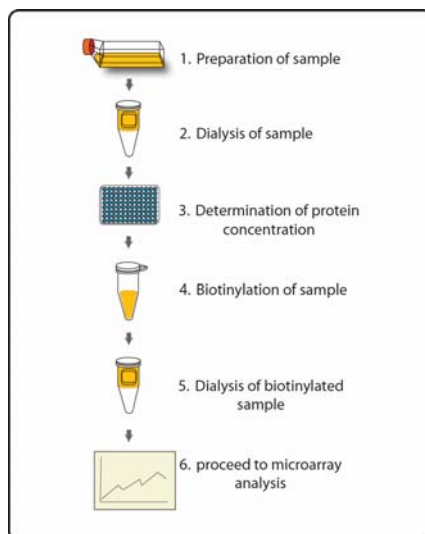 1. Preparation of sample
2. Dialysis of sample
3. Determination of protein
concentration
4. Biotinylation of sample
5. Dialysis of biotinylated
sample
6. proceed to microarray
analysis